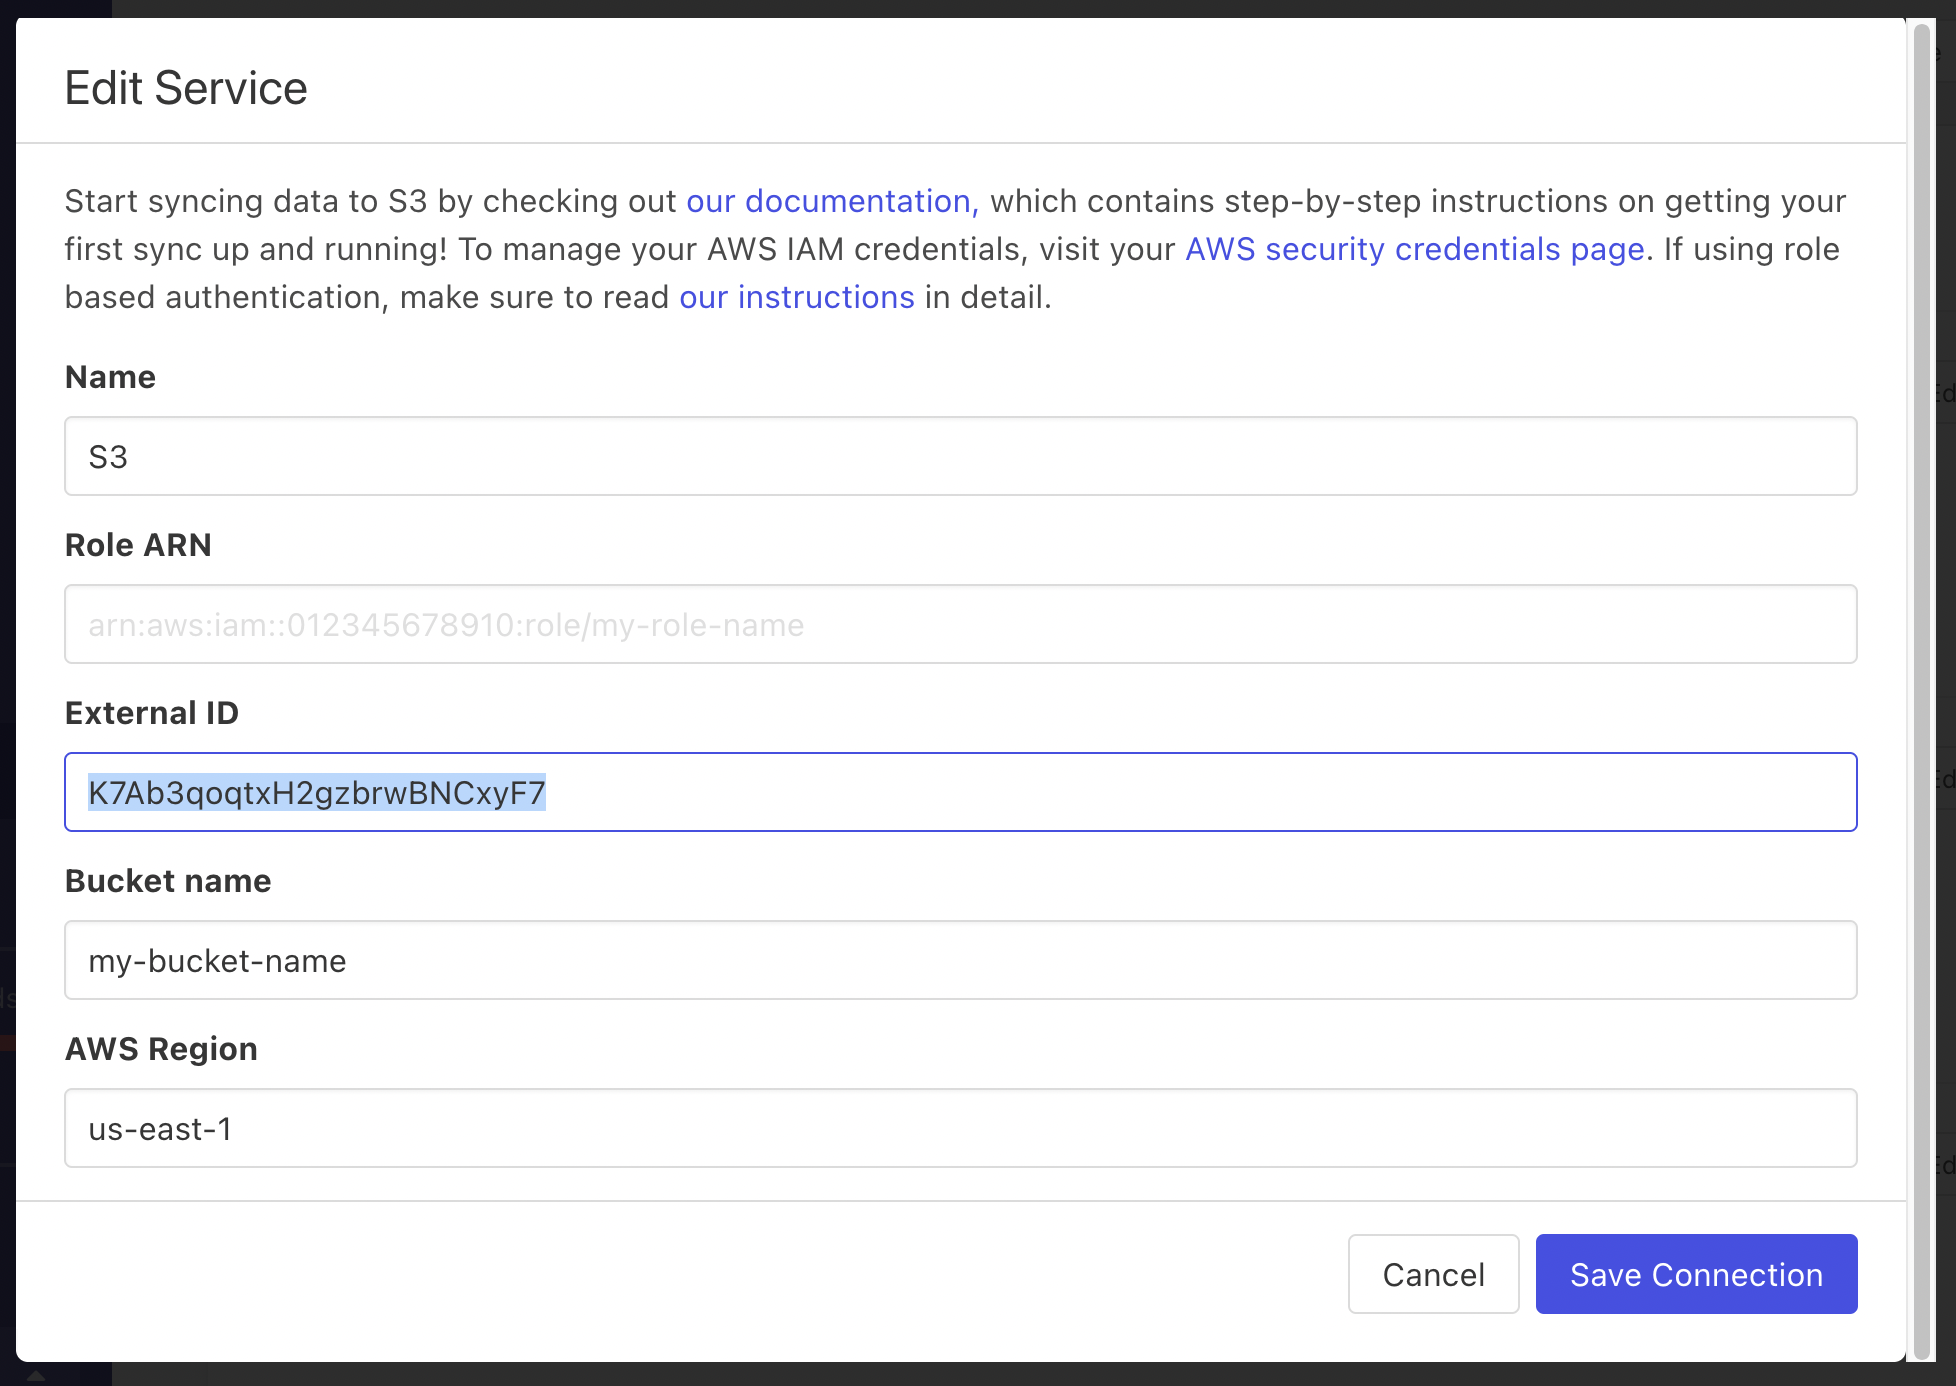 Edit Service
Start syncing data to S3 by checking out our documentation, which contains step-by-step instructions on getting your
first sync up and running! To manage your AWS IAM credentials, visit your AWS security credentials page. If using role
based authentication, make sure to read our instructions in detail.
Name
S3
Role ARN
arn:aws:iam::012345678910:role/my-role-name
External ID
K7Ab3qoqtxH2gzbrwBNCxyF7
Bucket name
my-bucket-name
AWS Region
us-east-1
Cancel
Save Connection